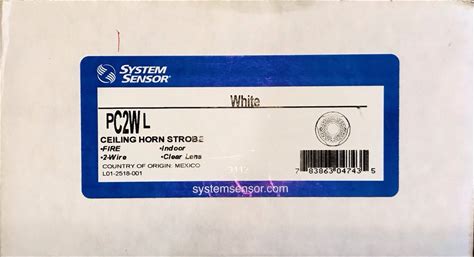 SYSTEM
SENSOR®
White
PC2WL
CEILING HORN STROBE
•FIRE •Indoor
•2-Wire •Clear Lens
COUNTRY OF ORIGIN: MEXICO
L01-2518-001
7 83863 04743 5
systemsensor.com